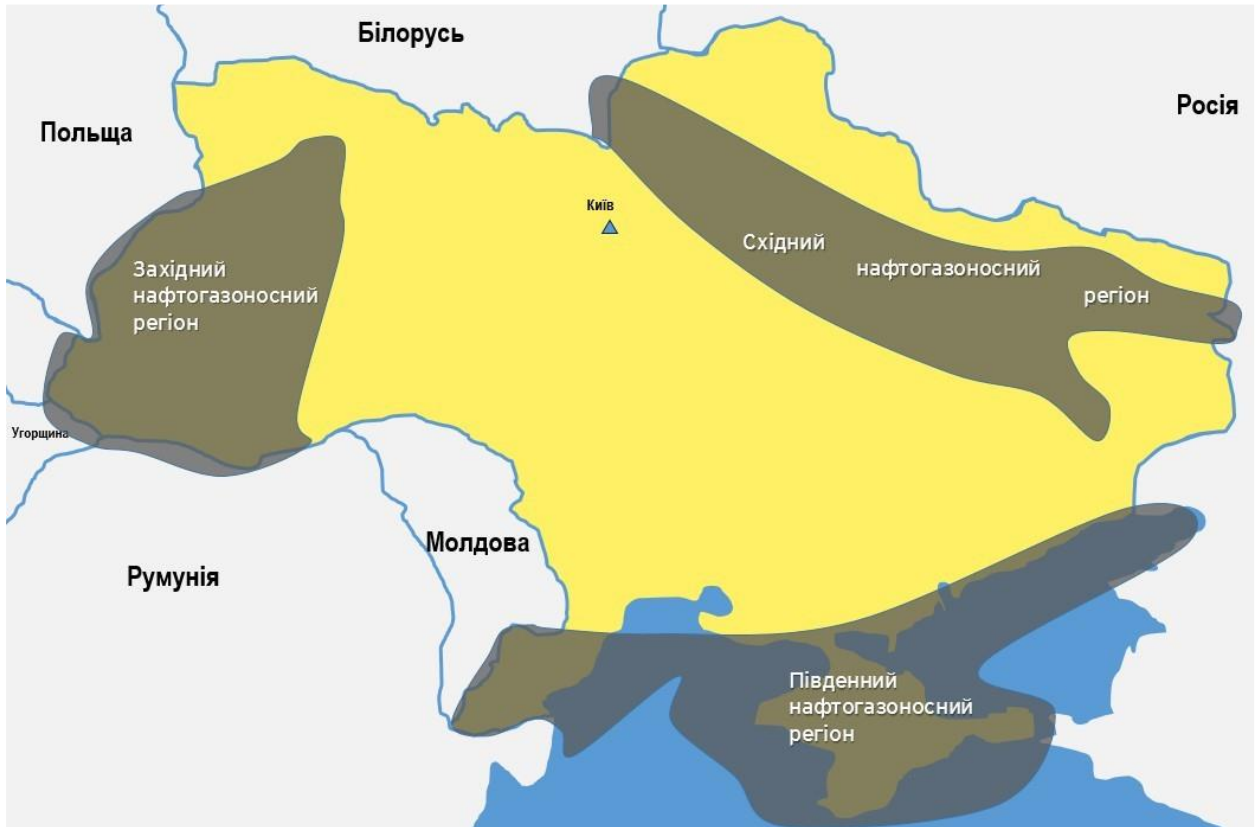 Білорусь
Росія
Польща
Київ
Східний
нафтогазоносний
регіон
Західний
нафтогазоносний
регіон
Угорщина
Молдова
Румунія
Південний
нафтогазоносний
регіон